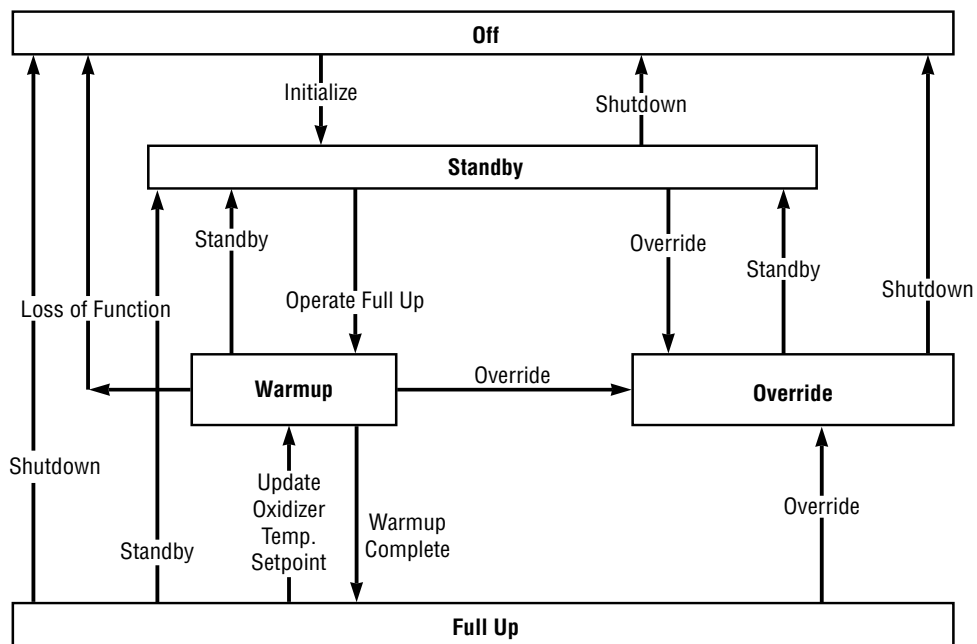 Off
Initialize
Shutdown
Standby
Standby
Override
Standby
Operate Full Up
Loss of Function
Shutdown
Warmup
Override
Override
Shutdown
Update
Oxidizer
Temp.
Setpoint
Warmup
Complete
Standby
Override
Full Up